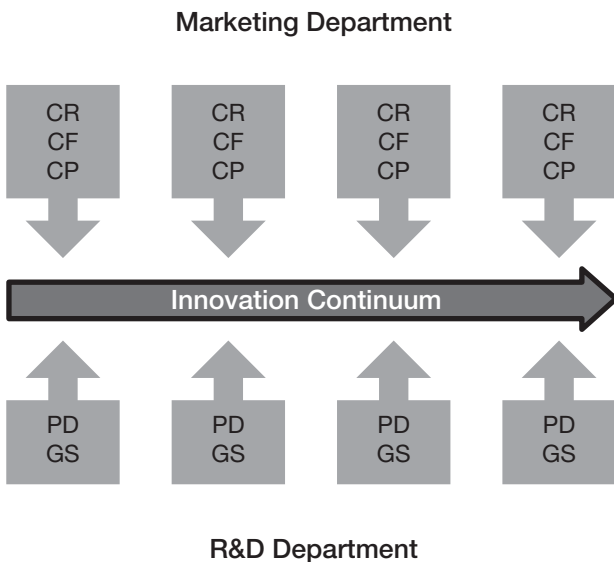 Marketing Department
CR
CF
CP
CR
CF
CP
CR
CF
CP
CR
CF
CP
Innovation Continuum
PD
GS
PD
GS
PD
GS
PD
GS
R&D Department